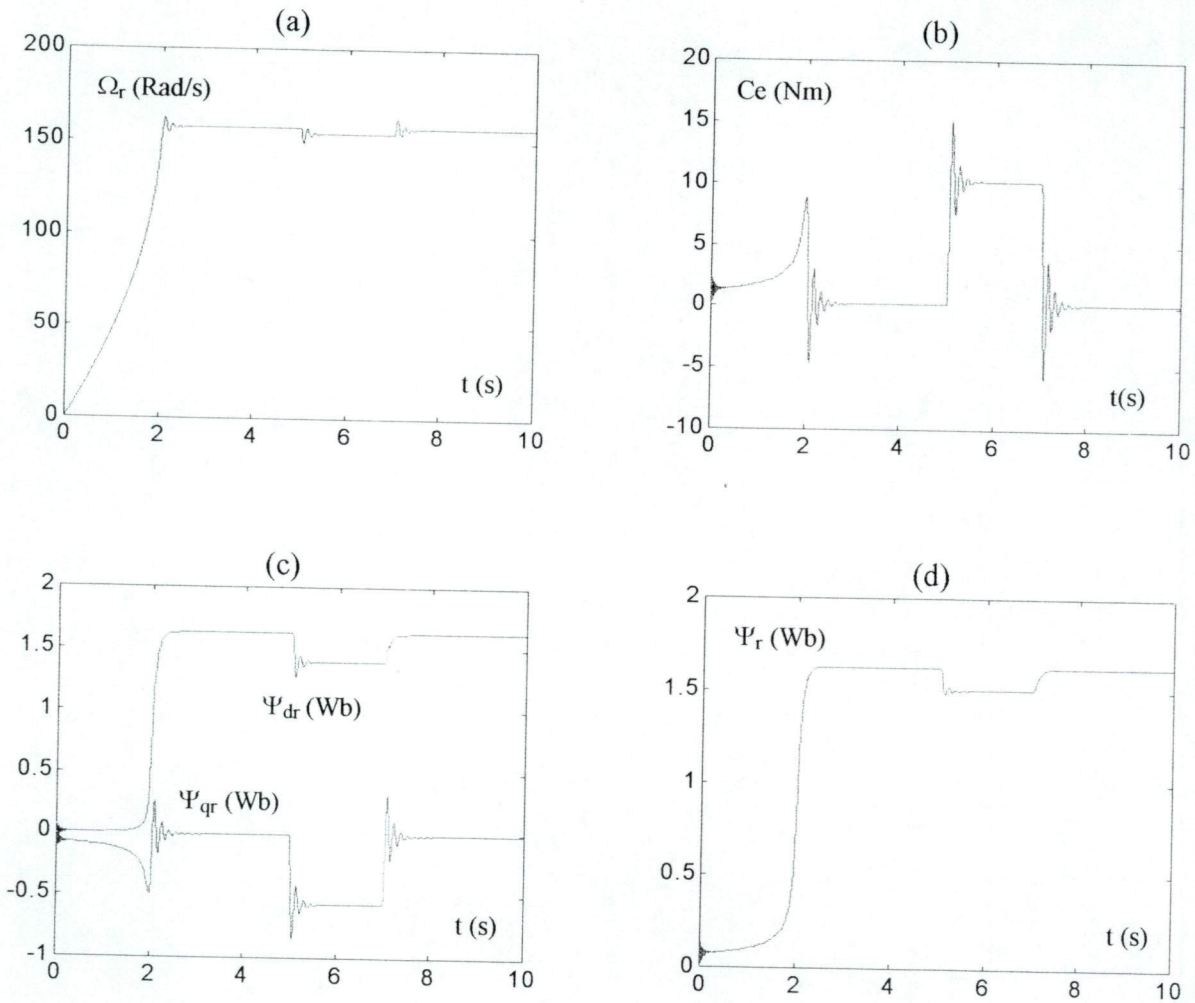 (a)
200
150
100
50
0
Ωr (Rad/s)
t (s)
0 2 4 6 8 10
(b)
20
15
10
5
0
-5
-10
Ce (Nm)
t(s)
0 2 4 6 8 10
(c)
2
1.5
1
0.5
0
-0.5
-1
Ψdr (Wb)
Ψqr (Wb)
t (s)
0 2 4 6 8 10
(d)
2
1.5
1
0.5
0
Ψr (Wb)
t (s)
0 2 4 6 8 10